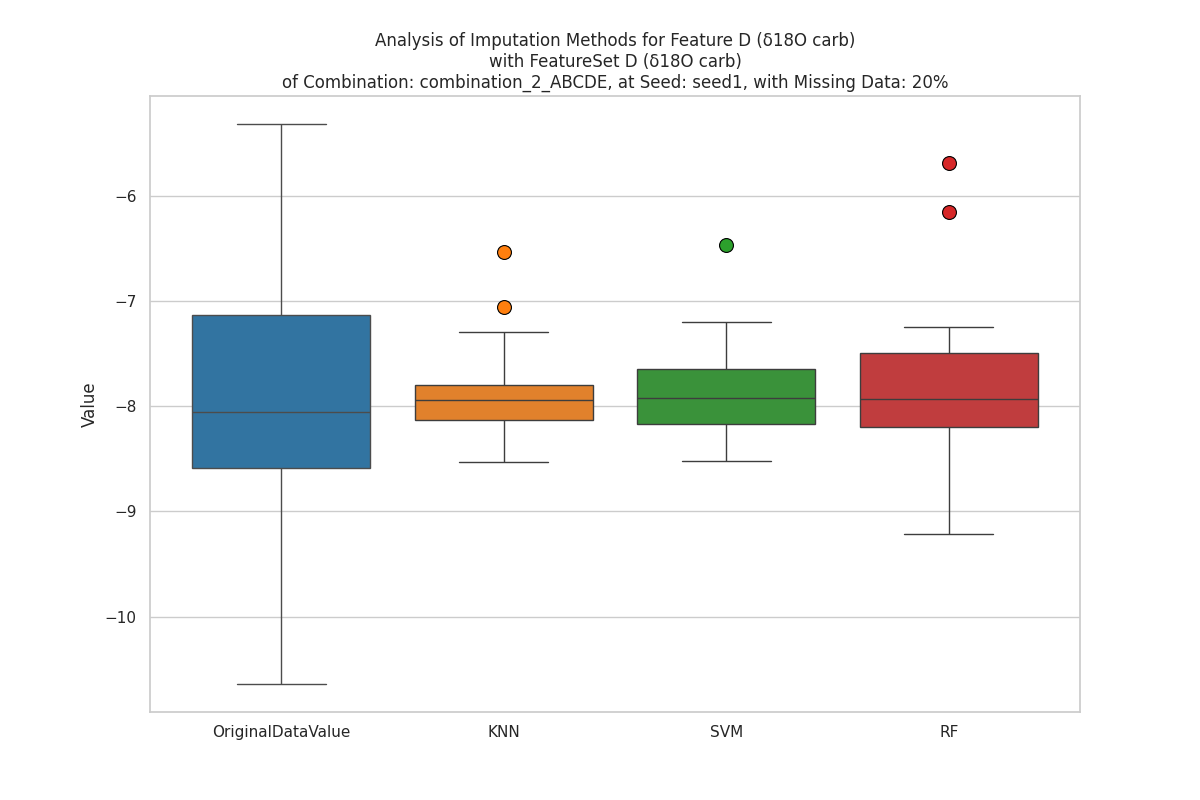 Analysis of Imputation Methods for Feature D (δ18O carb)
with FeatureSet D (δ18O carb)
of Combination: combination_2_ABCDE, at Seed: seed1, with Missing Data: 20%
−6
−7
−8
−9
−10
Value
OriginalDataValue
KNN
SVM
RF